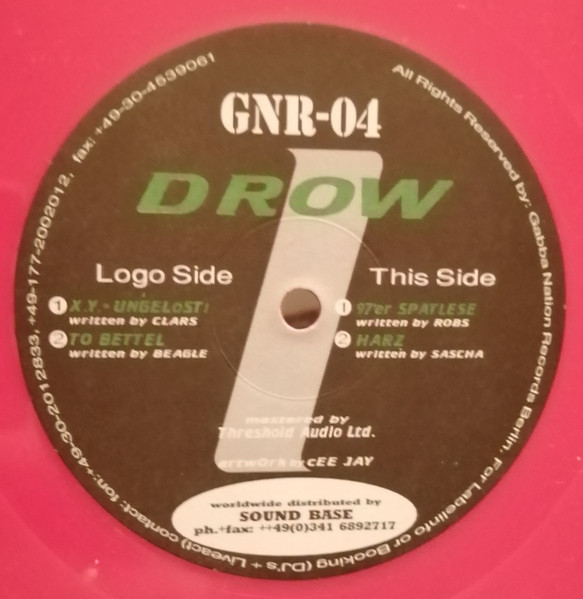 GNR-04
DROW
Logo Side
1 X.Y.-UNGELOST!
written by CLARS
2 TO BETTEL
written by BEAGLE
This Side
1 97'er SPATLESE
written by ROBS
2 HARZ
written by SASCHA
mastered by
Threshold Audio Ltd.
artwOrk by cEE JAY
worldwide distributed by
SOUND BASE
ph.+fax: ++49(0)341 6892717
All Rights Reserved by: Gabba Nation Records Berlin. For Labelinfo or Booking (DJ's + Liveact) contact: fon:+49-30-2012833, +49-177-2002012, fax: +49-30-4539061